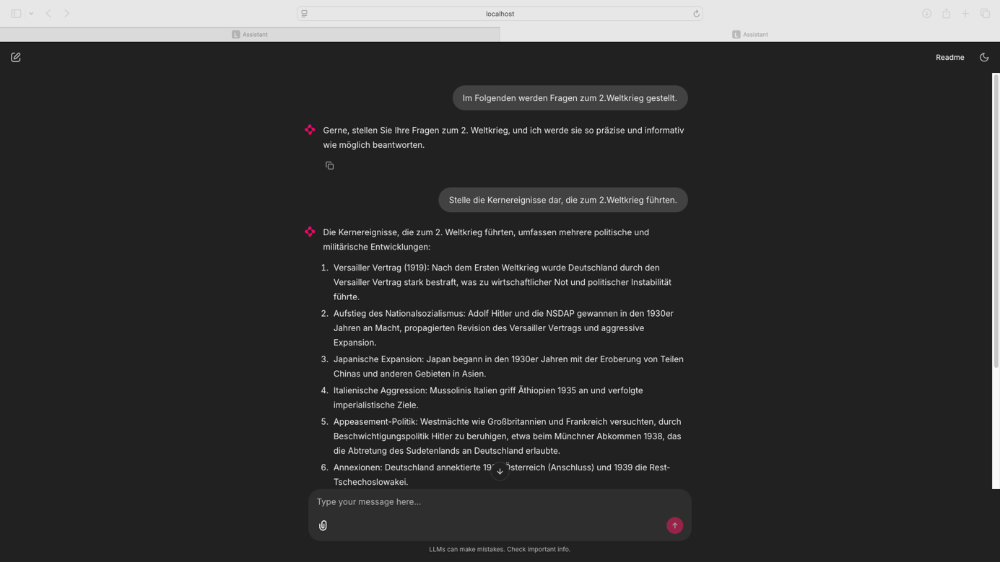 localhost
L Assistant
L Assistant
Readme
Im Folgenden werden Fragen zum 2.Weltkrieg gestellt.
Gerne, stellen Sie Ihre Fragen zum 2. Weltkrieg, und ich werde sie so präzise und informativ
wie möglich beantworten.
Stelle die Kernereignisse dar, die zum 2.Weltkrieg führten.
Die Kernereignisse, die zum 2. Weltkrieg führten, umfassen mehrere politische und
militärische Entwicklungen:
1. Versailler Vertrag (1919): Nach dem Ersten Weltkrieg wurde Deutschland durch den
Versailler Vertrag stark bestraft, was zu wirtschaftlicher Not und politischer Instabilität
führte.
2. Aufstieg des Nationalsozialismus: Adolf Hitler und die NSDAP gewannen in den 1930er
Jahren an Macht, propagierten Revision des Versailler Vertrags und aggressive
Expansion.
3. Japanische Expansion: Japan begann in den 1930er Jahren mit der Eroberung von Teilen
Chinas und anderen Gebieten in Asien.
4. Italienische Aggression: Mussolinis Italien griff Äthiopien 1935 an und verfolgte
imperialistische Ziele.
5. Appeasement-Politik: Westmächte wie Großbritannien und Frankreich versuchten, durch
Beschwichtigungspolitik Hitler zu beruhigen, etwa beim Münchner Abkommen 1938, das
die Abtretung des Sudetenlands an Deutschland erlaubte.
6. Annexionen: Deutschland annektierte Österreich (Anschluss) und 1939 die Rest-
Tschechoslowakei.
Type your message here...
LLMs can make mistakes. Check important info.